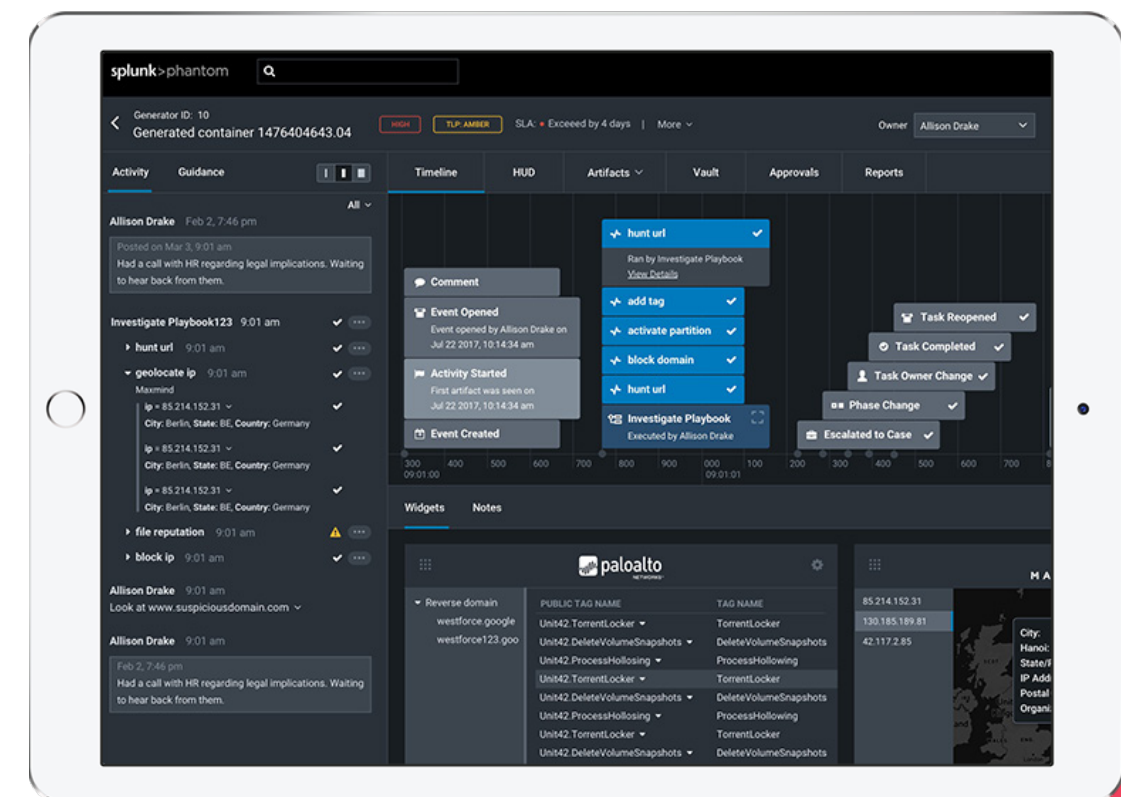 splunk>phantom
Generator ID: 10
Generated container 1476404643.04
HIGH
TLP: AMBER
SLA: Exceeed by 4 days | More
Owner Allison Drake
Activity Guidance
All
Allison Drake Feb 2, 7:46 pm
Posted on Mar 3, 9:01 am
Had a call with HR regarding legal implications. Waiting
to hear back from them.
Investigate Playbook123 9:01 am
hunt url 9:01 am
geolocate ip 9:01 am
Maxmind
ip = 85.214.152.31
City: Berlin, State: BE, Country: Germany
ip = 85.214.152.31
City: Berlin, State: BE, Country: Germany
ip = 85.214.152.31
City: Berlin, State: BE, Country: Germany
file reputation 9:01 am
block ip 9:01 am
Allison Drake 9:01 am
Look at www.suspiciousdomain.com
Allison Drake 9:01 am
Feb 2, 7:46 pm
Had a call with HR regarding legal implications. Waiting
to hear back from them.
Timeline HUD Artifacts Vault Approvals Reports
Comment
Event Opened
Event opened by Allison Drake on
Jul 22 2017, 10:14:34 am
Activity Started
First artifact was seen on
Jul 22 2017, 10:14:34 am
Event Created
hunt url
Ran by Investigate Playbook
View Details
add tag
activate partition
block domain
hunt url
Investigate Playbook
Executed by Allison Drake
Task Reopened
Task Completed
Task Owner Change
Phase Change
Escalated to Case
300 400 500 600 700 800 900 000 100 200 300 400 500 600 700 8
09:01:00 09:01:01
Widgets Notes
paloalto
NETWORKS
Reverse domain
westforce.google
westforce123.goo
PUBLIC TAG NAME TAG NAME
Unit42.TorrentLocker TorrentLocker
Unit42.DeleteVolumeSnapshots DeleteVolumeSnapshots
Unit42.ProcessHollosing ProcessHollowing
Unit42.TorrentLocker TorrentLocker
Unit42.DeleteVolumeSnapshots DeleteVolumeSnapshots
Unit42.ProcessHollosing ProcessHollowing
Unit42.TorrentLocker TorrentLocker
Unit42.DeleteVolumeSnapshots DeleteVolumeSnapshots
M A
85.214.152.31
130.185.189.81
42.117.2.85
City:
Hanoi:
State/
IP Add
Postal
Organi